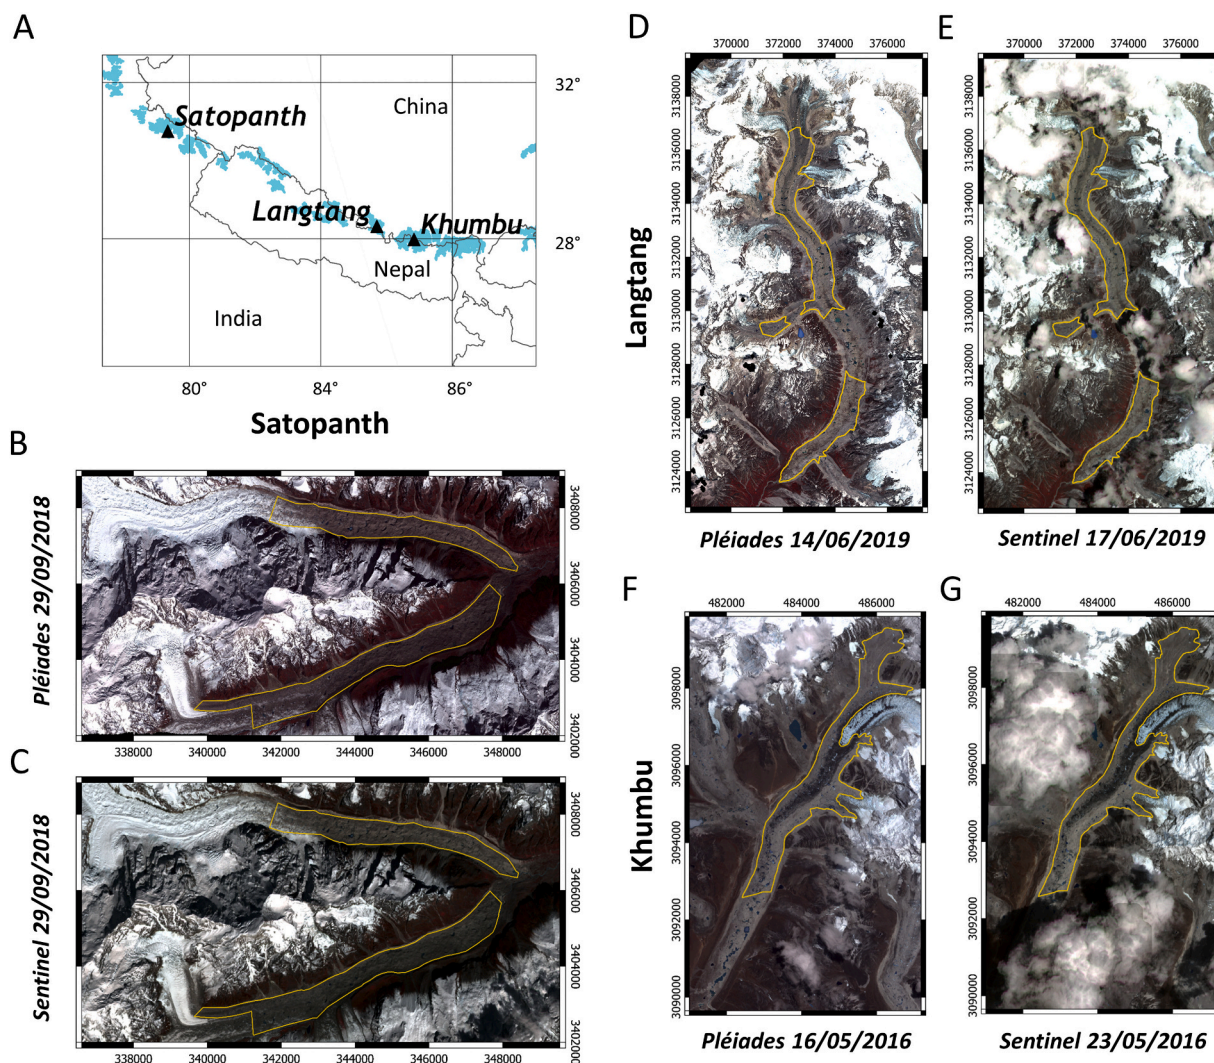 A
32°
China
Satopanth
Langtang
Khumbu
28°
Nepal
India
80°
84°
86°
Satopanth
B
Pléiades 29/09/2018
3408000
3406000
3404000
3402000
338000
340000
342000
344000
346000
348000
C
Sentinel 29/09/2018
3408000
3406000
3404000
3402000
338000
340000
342000
344000
346000
348000
D
370000
372000
374000
376000
Langtang
3138000
3136000
3134000
3132000
3130000
3128000
3126000
3124000
Pléiades 14/06/2019
E
370000
372000
374000
376000
3138000
3136000
3134000
3132000
3130000
3128000
3126000
3124000
Sentinel 17/06/2019
F
482000
484000
486000
Khumbu
3098000
3096000
3094000
3092000
3090000
Pléiades 16/05/2016
G
482000
484000
486000
3098000
3096000
3094000
3092000
3090000
Sentinel 23/05/2016